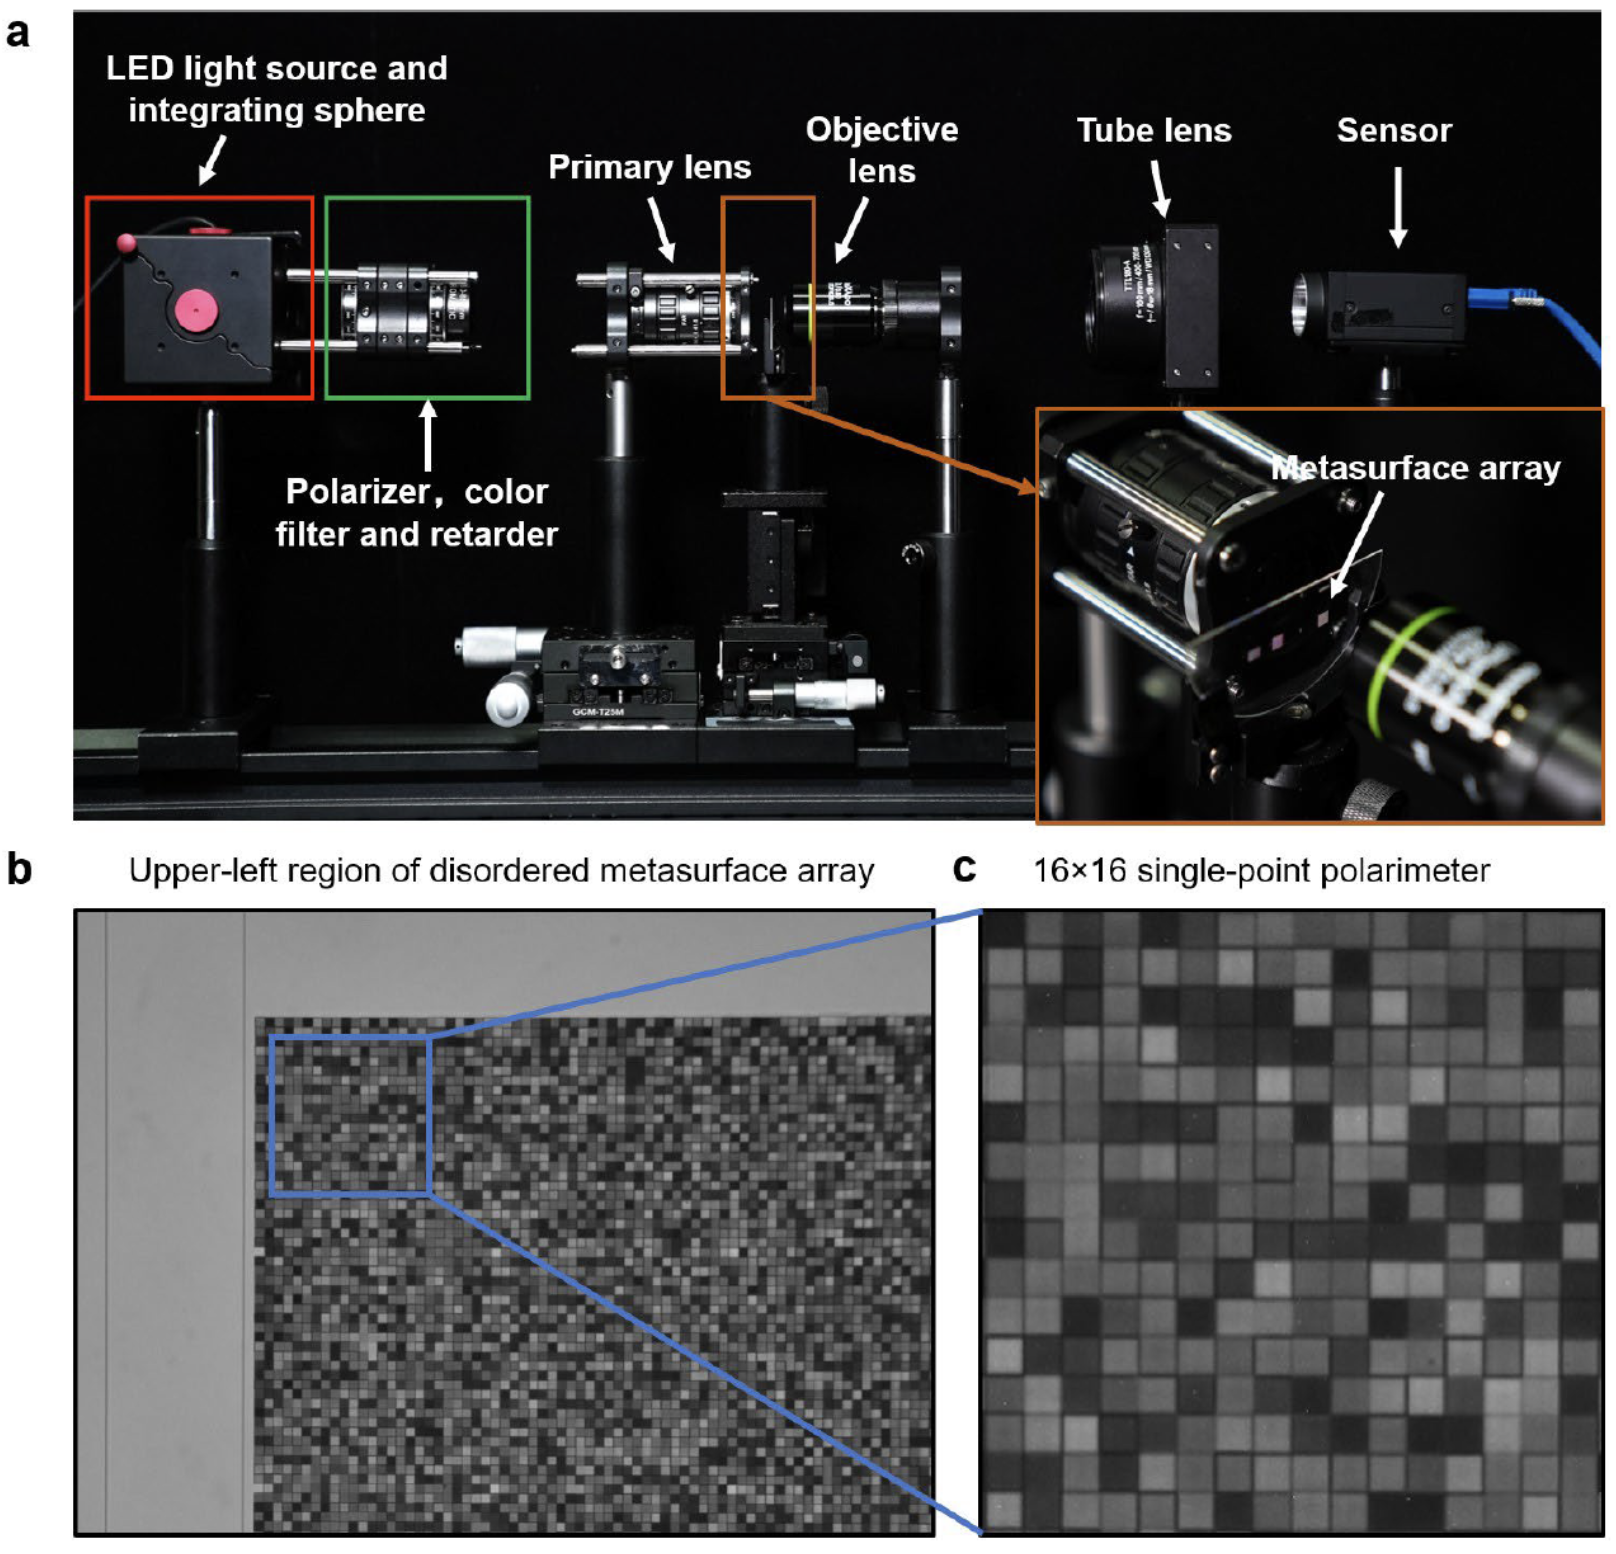 a
LED light source and
integrating sphere
Primary lens
Objective
lens
Tube lens
Sensor
Polarizer, color
filter and retarder
Metasurface array
GCM-T25M
b
Upper-left region of disordered metasurface array
c
16×16 single-point polarimeter